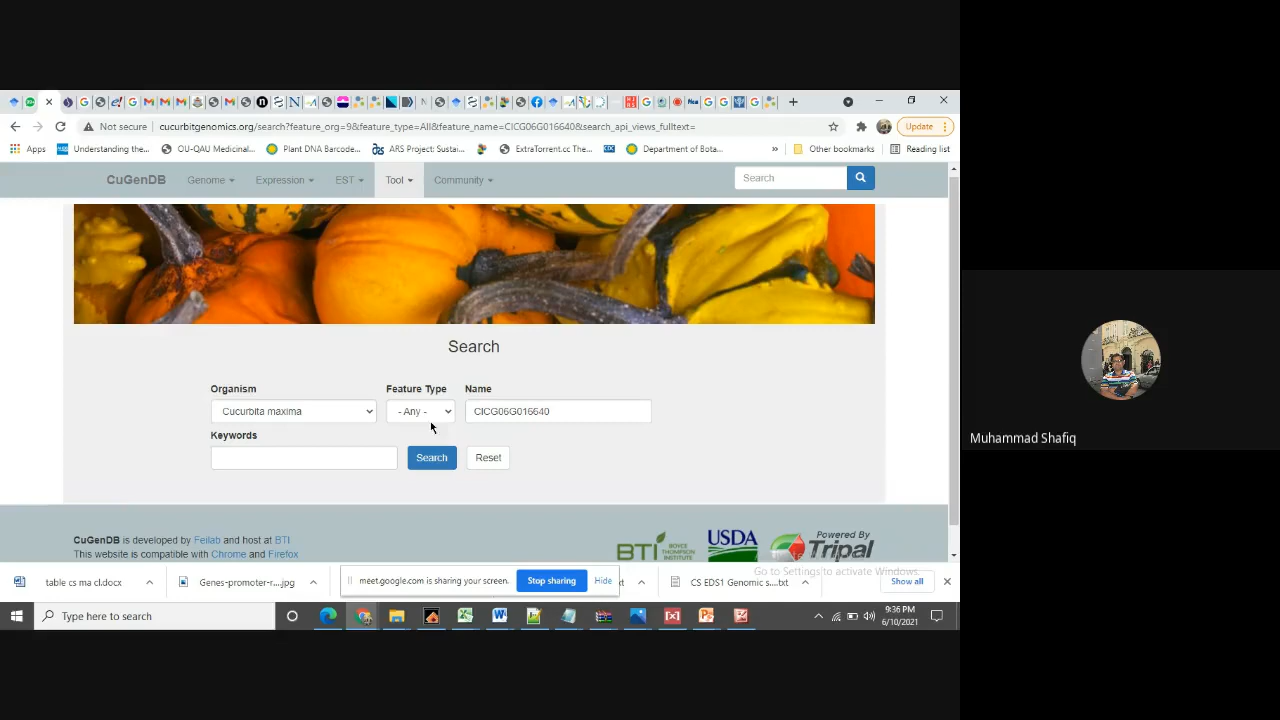 Not secure | cucurbitgenomics.org/search?feature_org=9&feature_type=All&feature_name=CICG06G016640&search_api_views_fulltext=
Update
Apps Understanding the... OU-QAU Medicinal... Plant DNA Barcode... ARS Project: Sustai... ExtraTorrent.cc The... Department of Bota... » Other bookmarks Reading list
CuGenDB Genome Expression EST Tool Community Search
Search
Organism Feature Type Name
Cucurbita maxima - Any - CICG06G016640
Keywords
Search Reset
CuGenDB is developed by Feilab and host at BTI
This website is compatible with Chrome and Firefox
BTI BOYCE THOMPSON INSTITUTE USDA Powered By Tripal
Go to Settings to activate Windows.
table cs ma cl.docx Genes-promoter-r....jpg meet.google.com is sharing your screen. Stop sharing Hide xt CS EDS1 Genomic s....txt Show all
Type here to search
9:36 PM
6/10/2021
Muhammad Shafiq